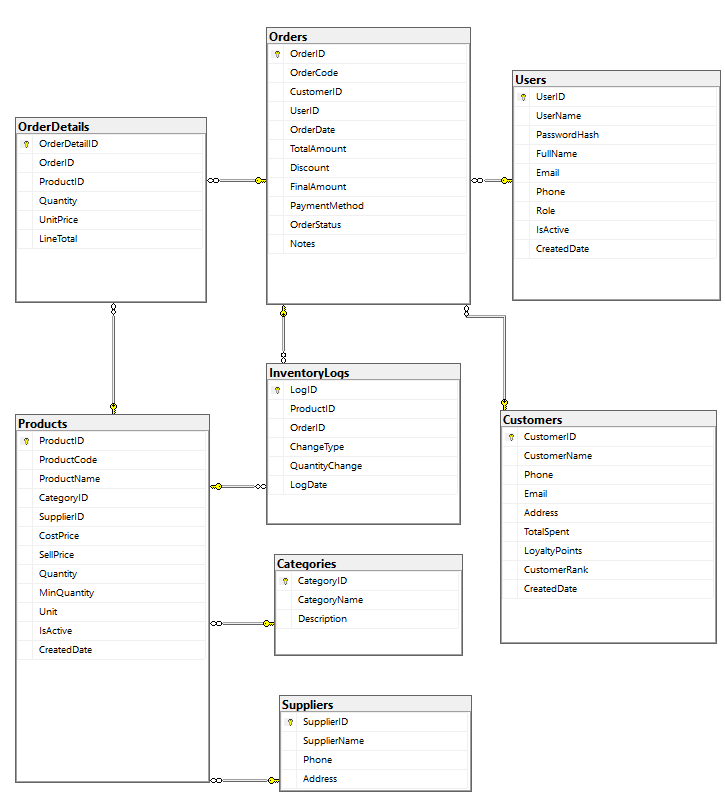 Orders
OrderID
OrderCode
CustomerID
UserID
OrderDate
TotalAmount
Discount
FinalAmount
PaymentMethod
OrderStatus
Notes
Users
UserID
UserName
PasswordHash
FullName
Email
Phone
Role
IsActive
CreatedDate
OrderDetails
OrderDetailID
OrderID
ProductID
Quantity
UnitPrice
LineTotal
InventoryLogs
LogID
ProductID
OrderID
ChangeType
QuantityChange
LogDate
Customers
CustomerID
CustomerName
Phone
Email
Address
TotalSpent
LoyaltyPoints
CustomerRank
CreatedDate
Products
ProductID
ProductCode
ProductName
CategoryID
SupplierID
CostPrice
SellPrice
Quantity
MinQuantity
Unit
IsActive
CreatedDate
Categories
CategoryID
CategoryName
Description
Suppliers
SupplierID
SupplierName
Phone
Address